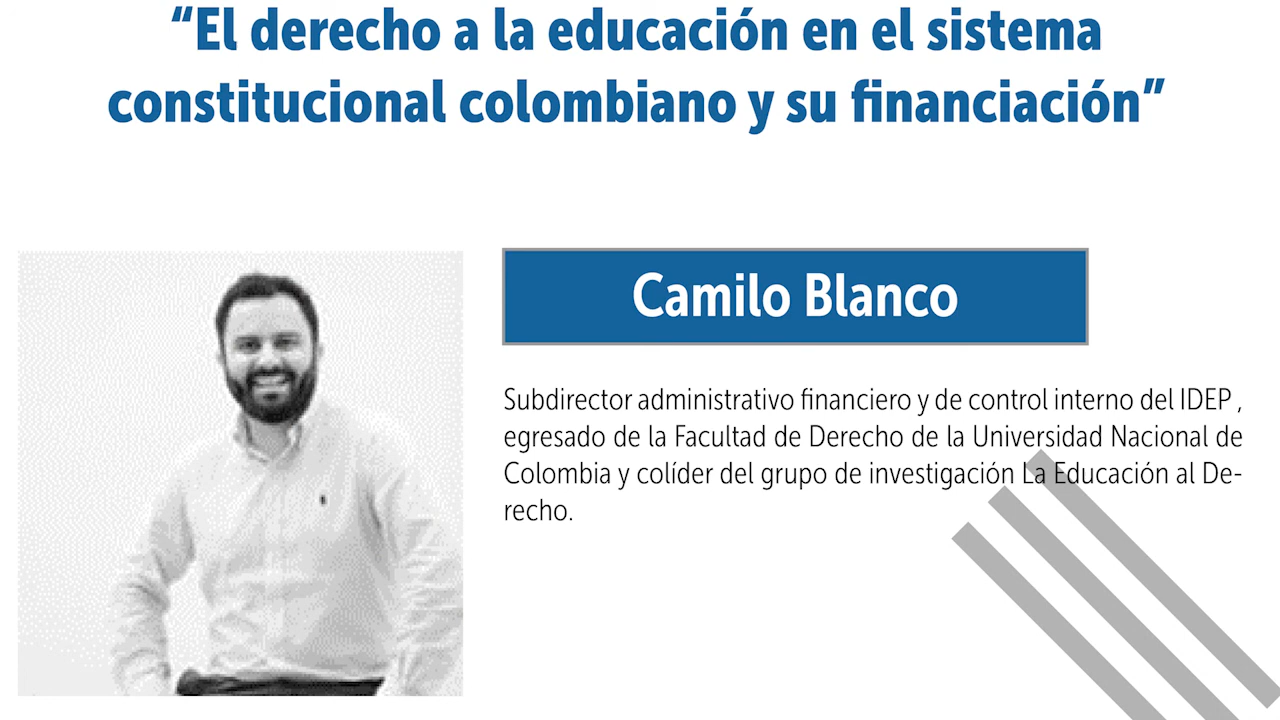 “El derecho a la educación en el sistema
constitucional colombiano y su financiación”
Camilo Blanco
Subdirector administrativo financiero y de control interno del IDEP ,
egresado de la Facultad de Derecho de la Universidad Nacional de
Colombia y colíder del grupo de investigación La Educación al De-
recho.